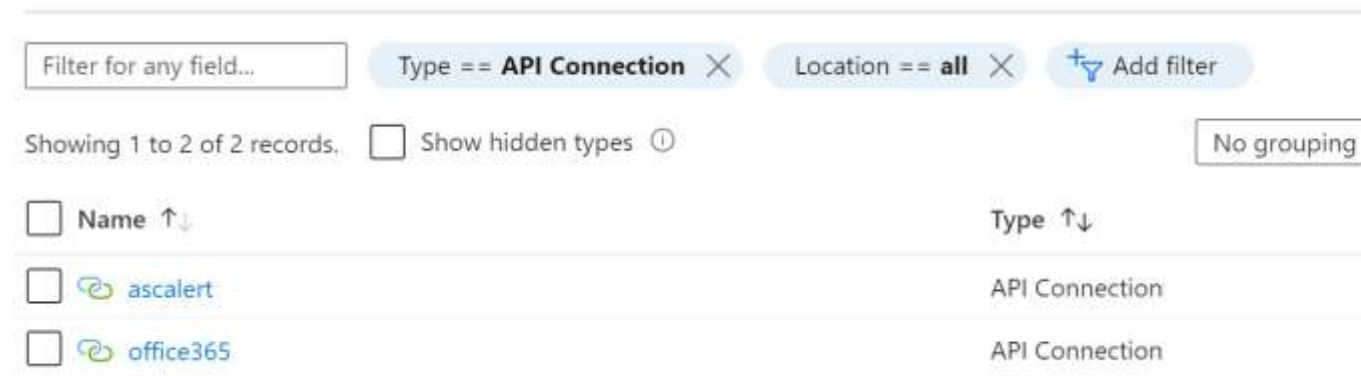 Filter for any field... Type == API Connection Location == all Add filter
Showing 1 to 2 of 2 records. Show hidden types No grouping
Name Type
ascalert API Connection
office365 API Connection